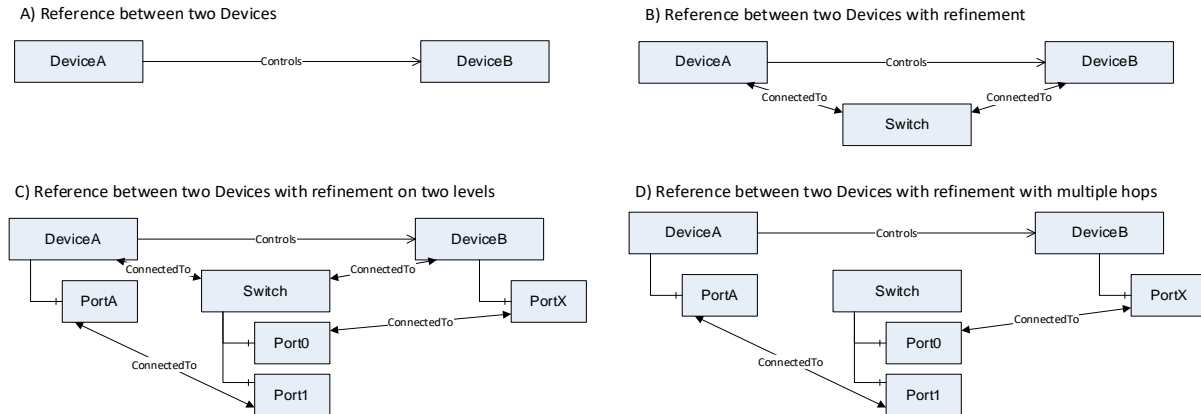 A) Reference between two Devices
DeviceA
Controls
DeviceB
B) Reference between two Devices with refinement
DeviceA
Controls
DeviceB
ConnectedTo
ConnectedTo
Switch
C) Reference between two Devices with refinement on two levels
DeviceA
Controls
DeviceB
ConnectedTo
ConnectedTo
PortA
Switch
PortX
ConnectedTo
Port0
ConnectedTo
Port1
D) Reference between two Devices with refinement with multiple hops
DeviceA
Controls
DeviceB
PortA
Switch
PortX
ConnectedTo
Port0
ConnectedTo
Port1